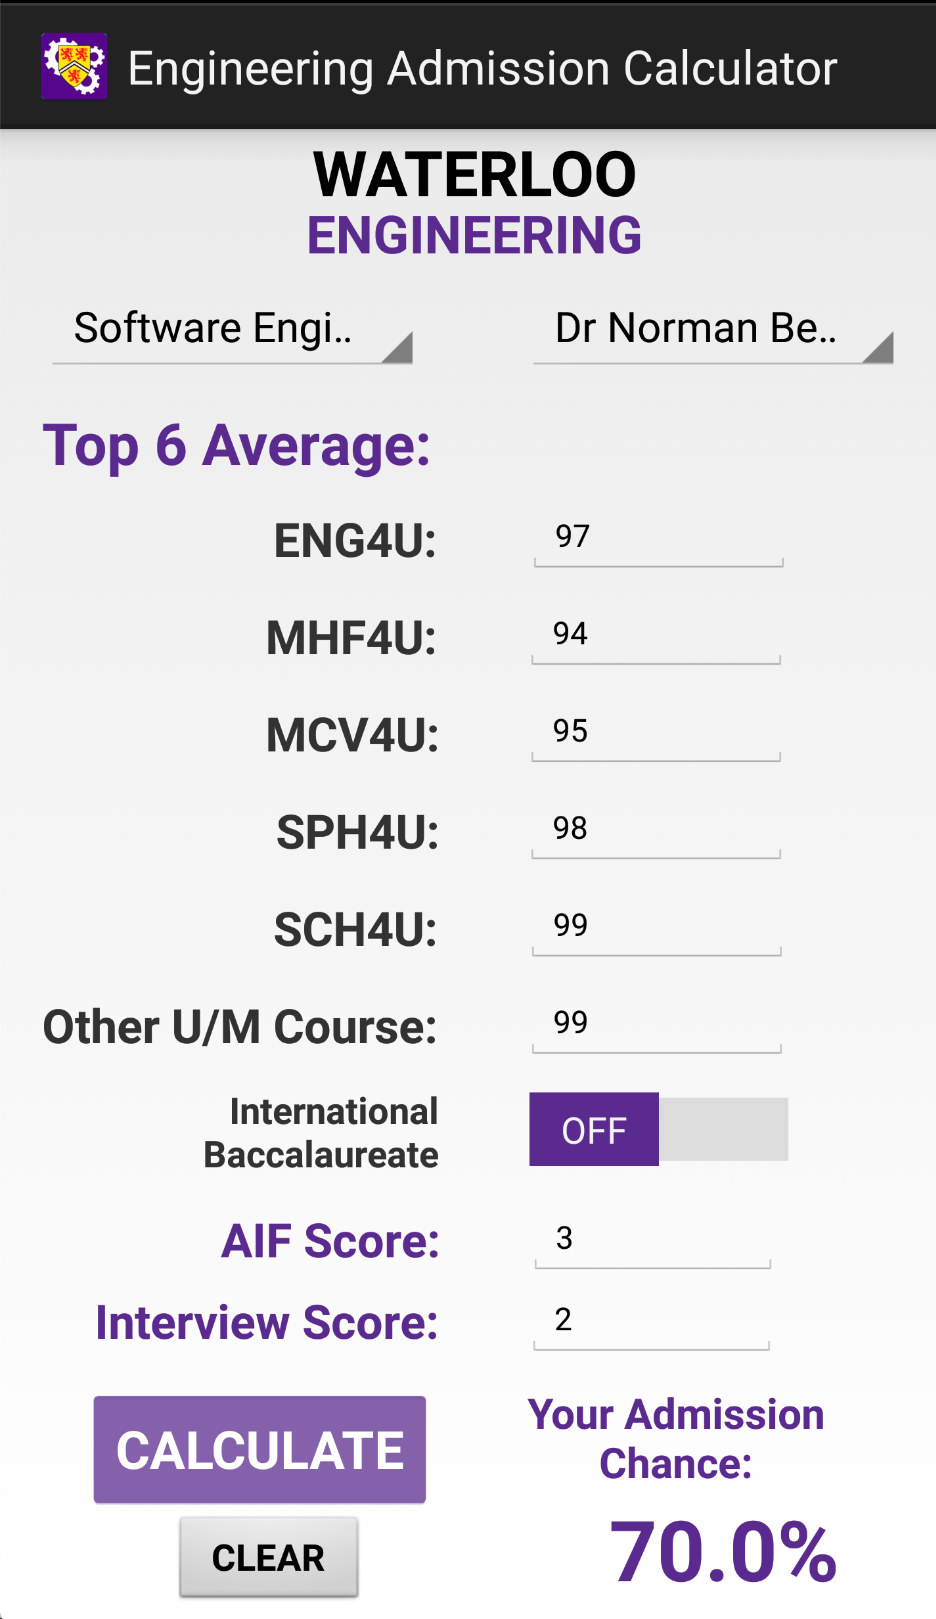 Engineering Admission Calculator
WATERLOO
ENGINEERING
Software Engi.. Dr Norman Be..
Top 6 Average:
ENG4U: 97
MHF4U: 94
MCV4U: 95
SPH4U: 98
SCH4U: 99
Other U/M Course: 99
International
Baccalaureate
OFF
AIF Score: 3
Interview Score: 2
CALCULATE
CLEAR
Your Admission
Chance:
70.0%